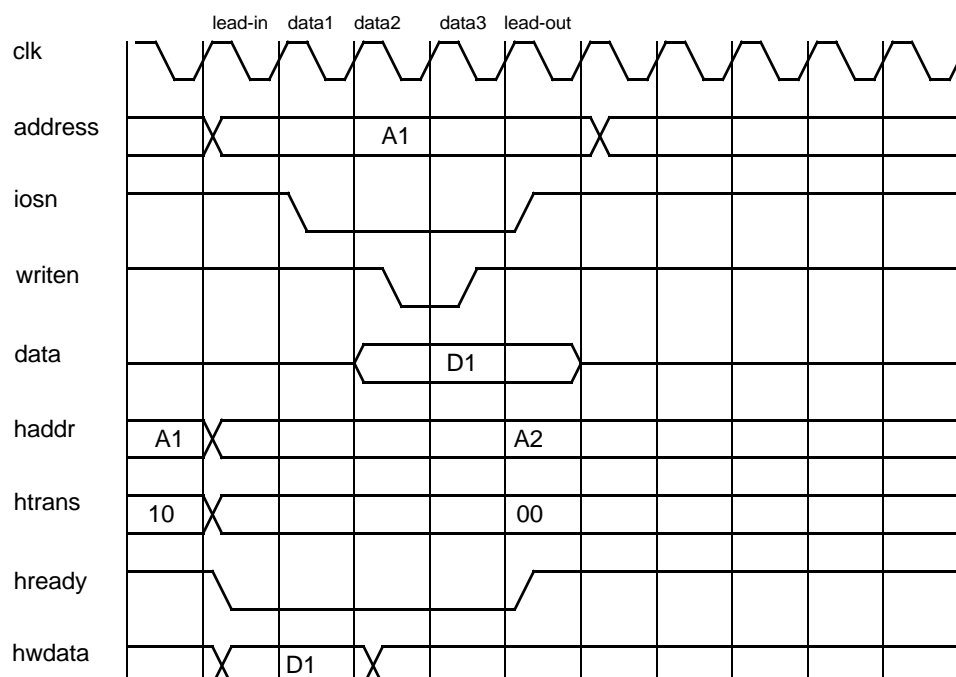 lead-in data1 data2 data3 lead-out
clk
address A1
iosn
writen
data D1
haddr A1 A2
htrans 10 00
hready
hwdata D1